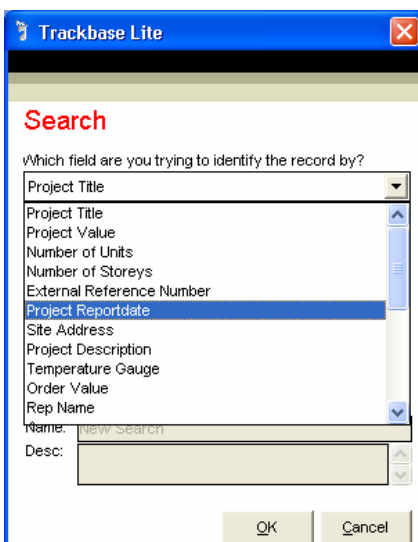 Trackbase Lite
Search
Which field are you trying to identify the record by?
Project Title
Project Title
Project Value
Number of Units
Number of Storeys
External Reference Number
Project Reportdate
Site Address
Project Description
Temperature Gauge
Order Value
Rep Name
Name: New Search
Desc:
OK Cancel